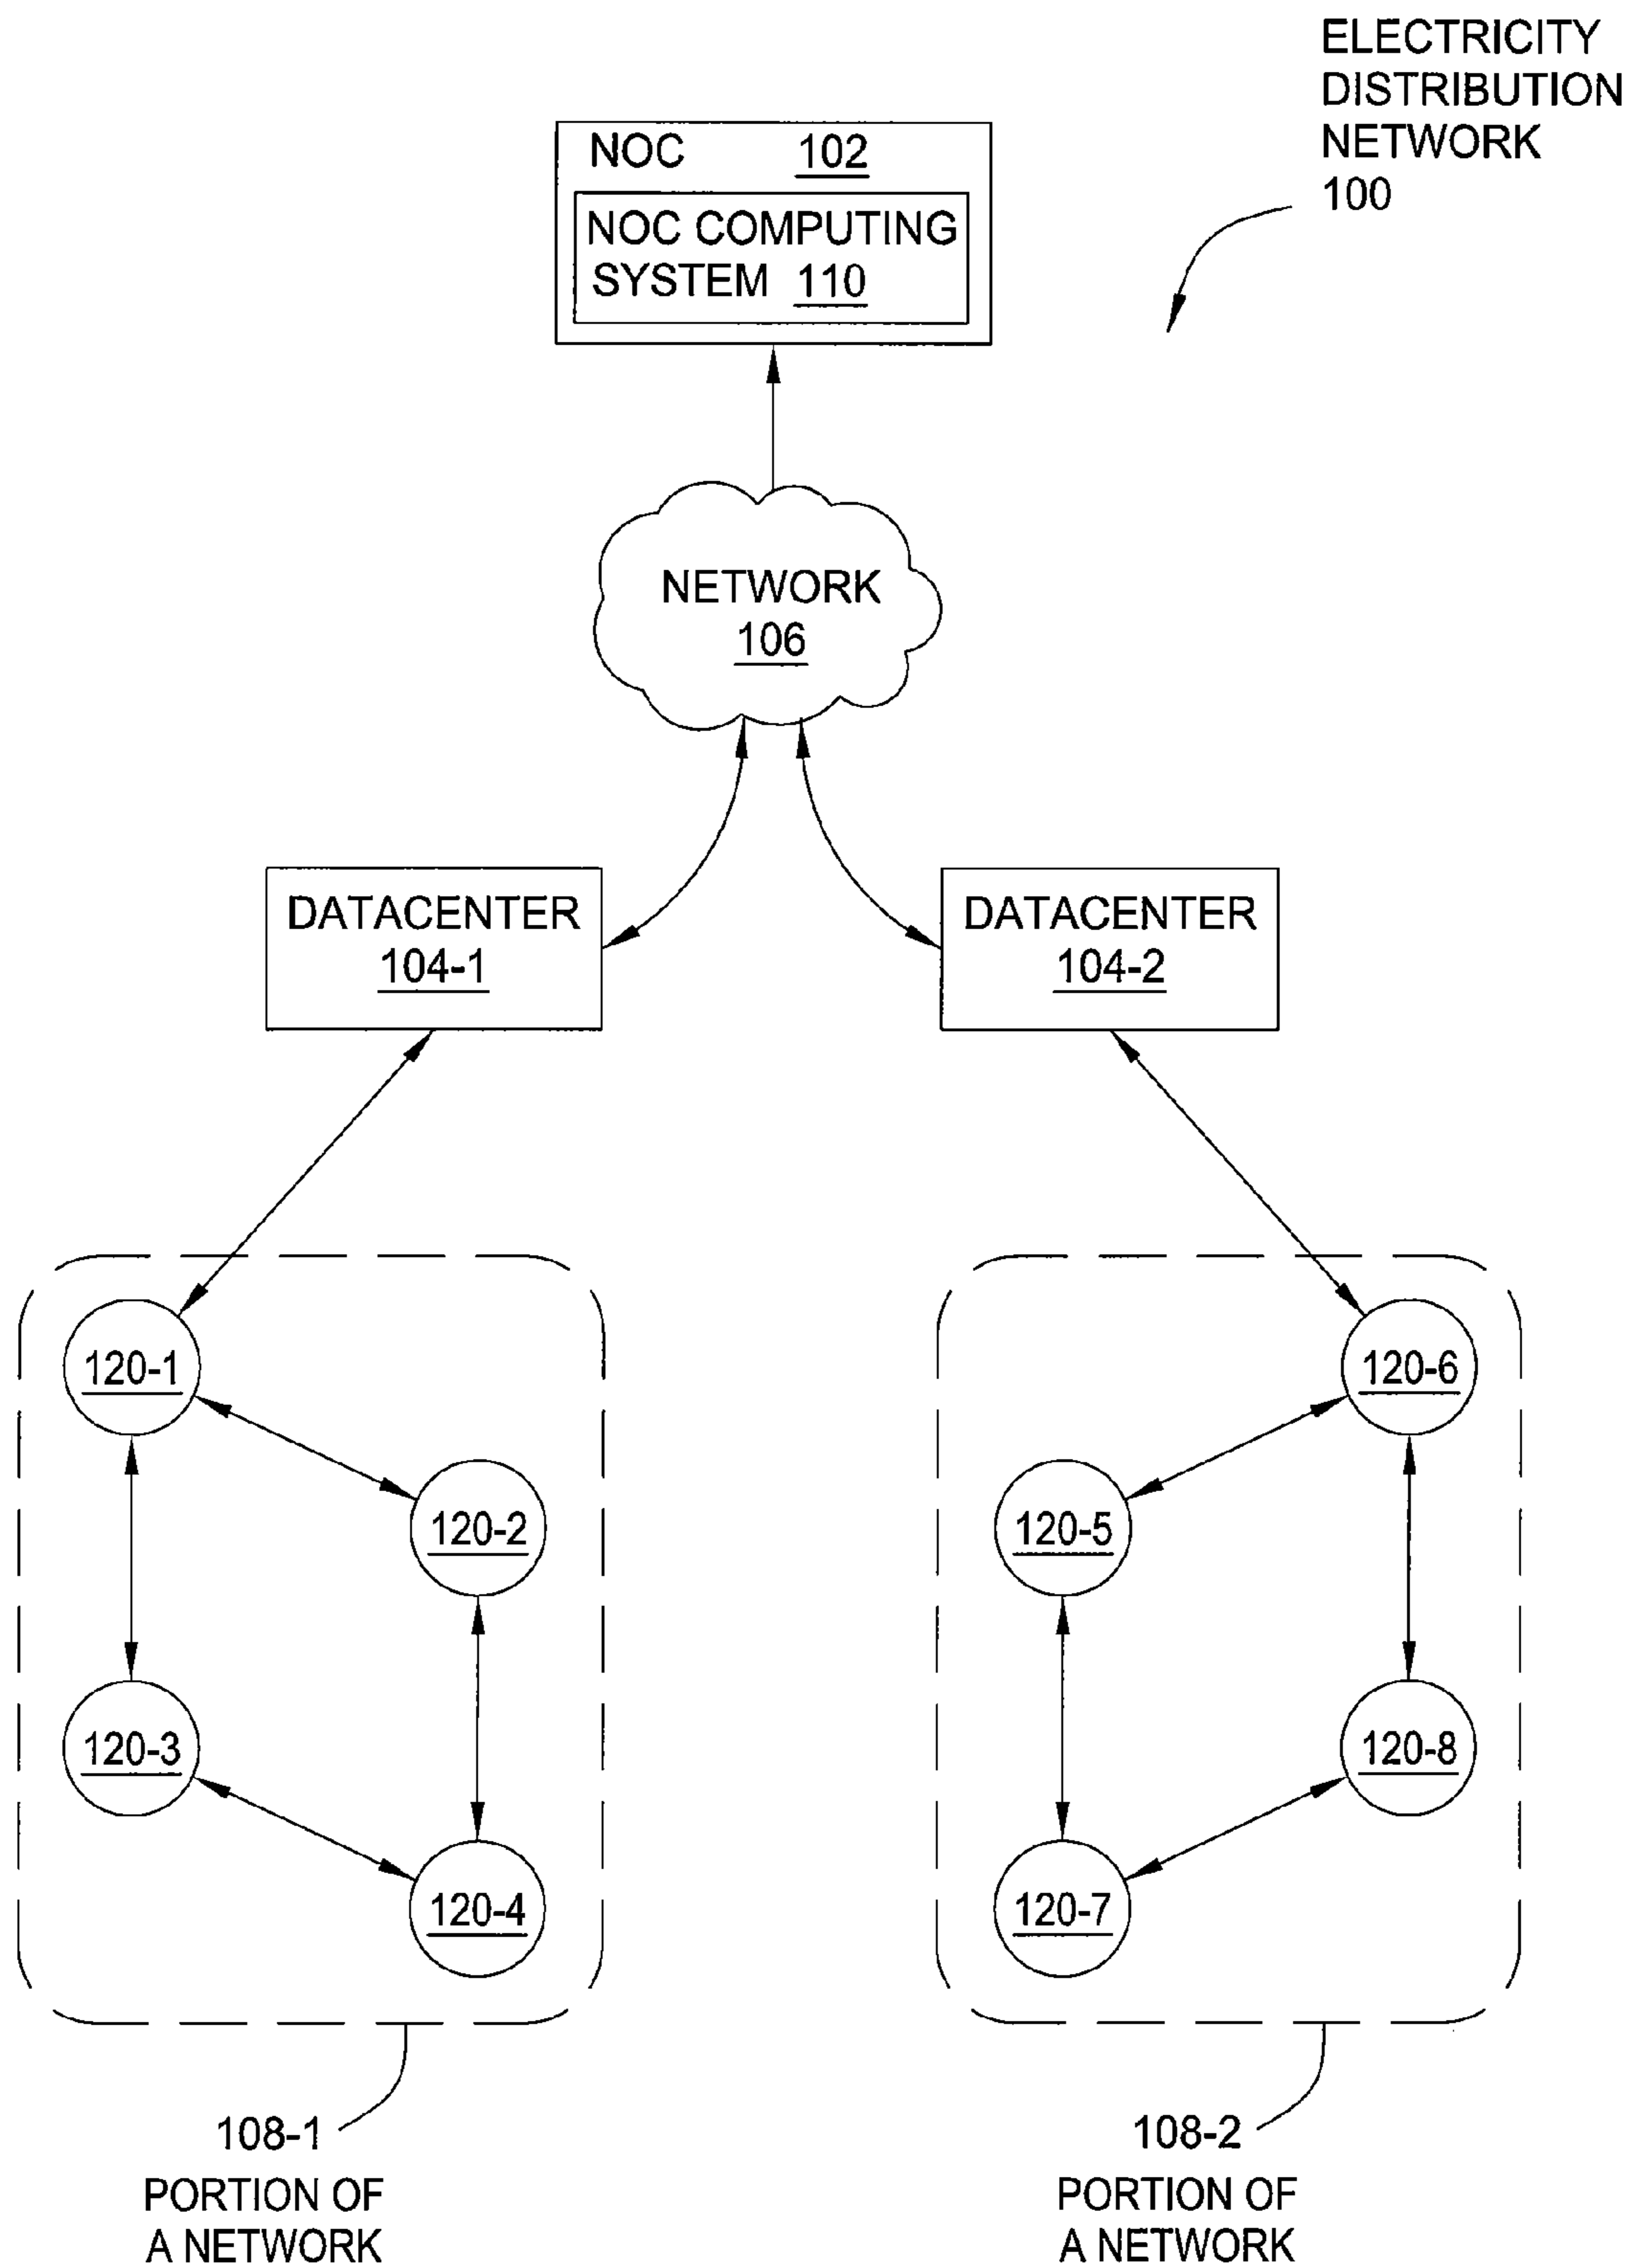 ELECTRICITY
DISTRIBUTION
NETWORK
100
NOC 102
NOC COMPUTING
SYSTEM 110
NETWORK
106
DATACENTER
104-1
DATACENTER
104-2
120-1
120-2
120-3
120-4
120-6
120-5
120-8
120-7
108-1
PORTION OF
A NETWORK
108-2
PORTION OF
A NETWORK